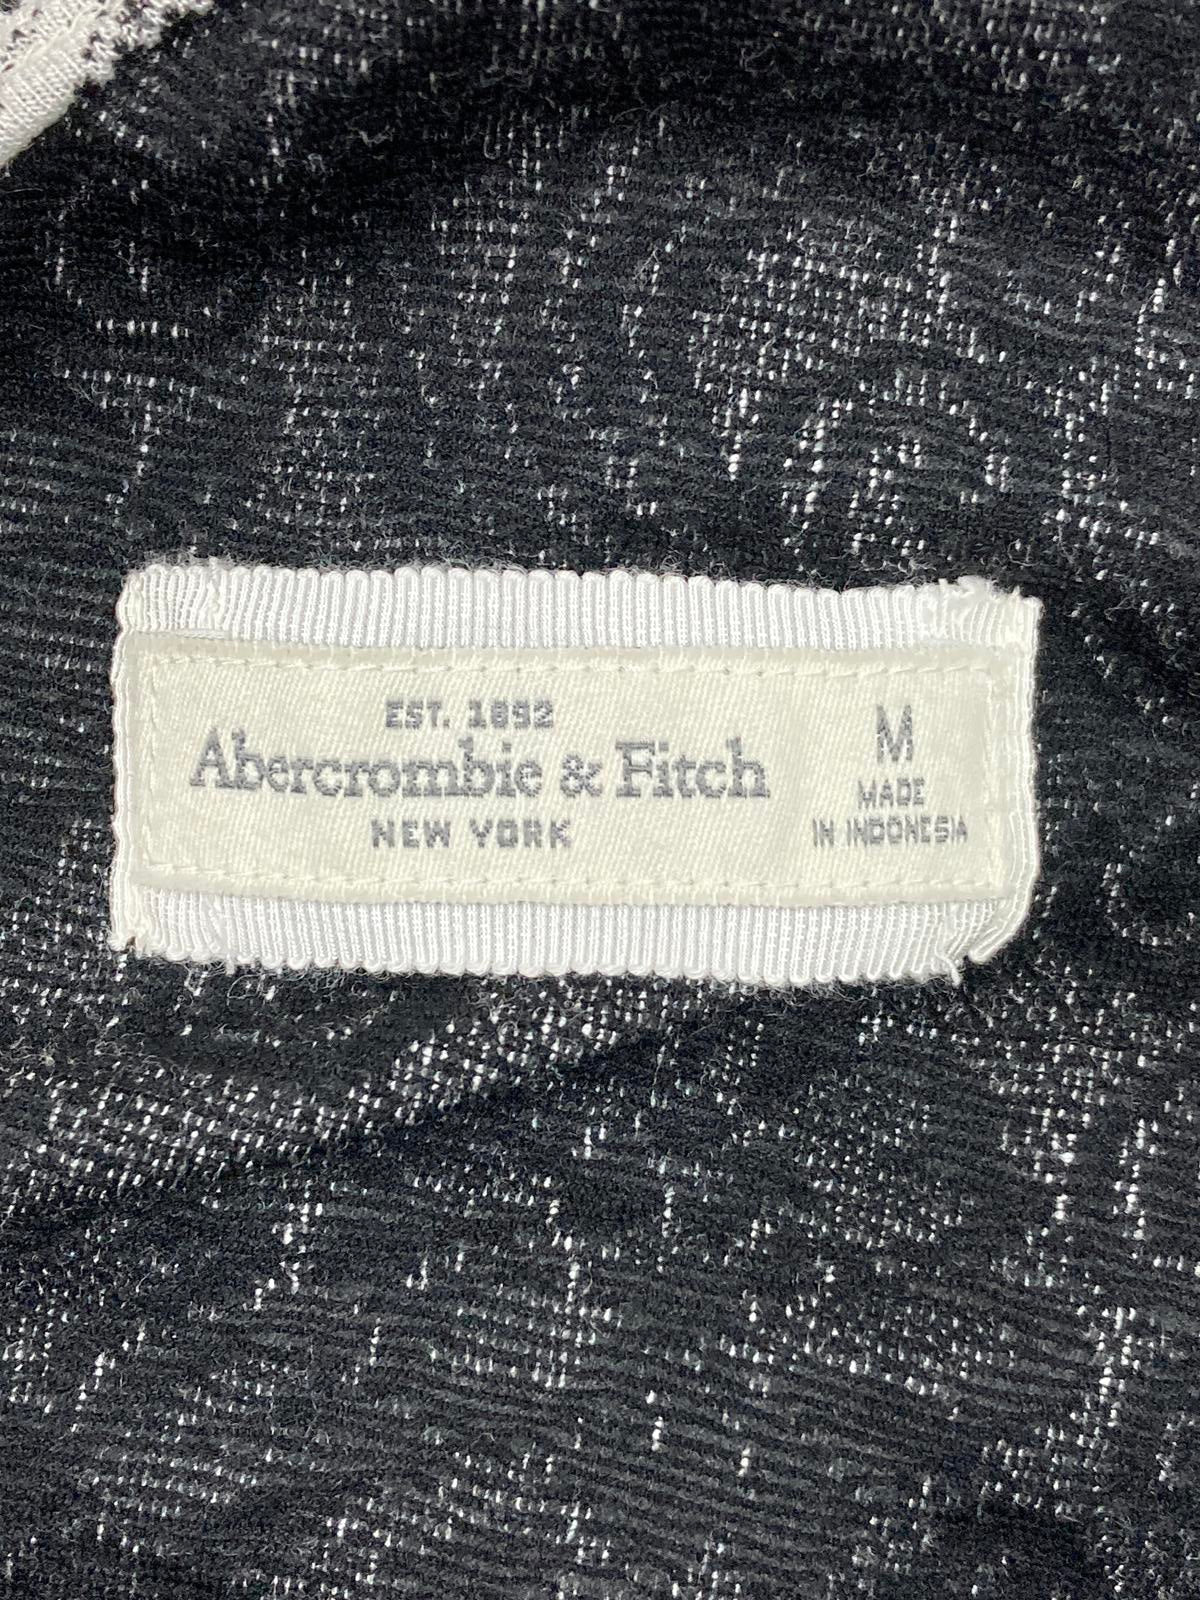 EST. 1892
Abercrombie & Fitch
NEW YORK
M
MADE
IN INDONESIA